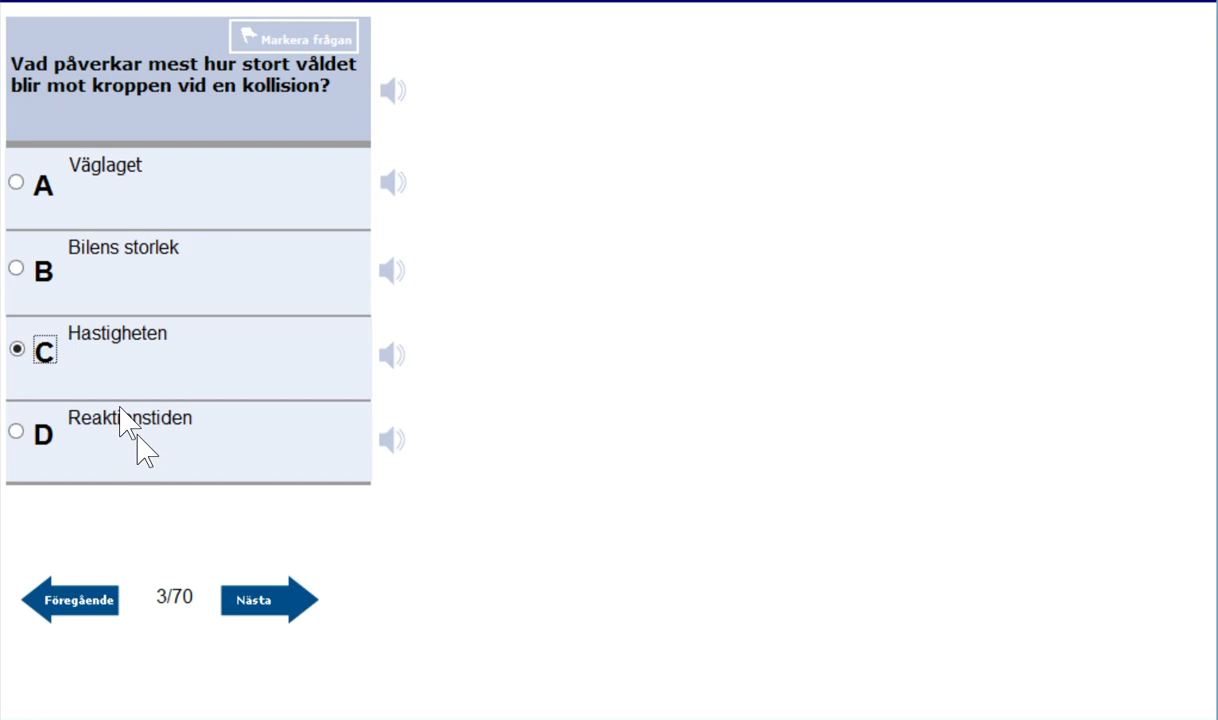 Markera frågan
Vad påverkar mest hur stort våldet
blir mot kroppen vid en kollision?
A Väglaget
B Bilens storlek
C Hastigheten
D Reaktionstiden
Föregående 3/70 Nästa